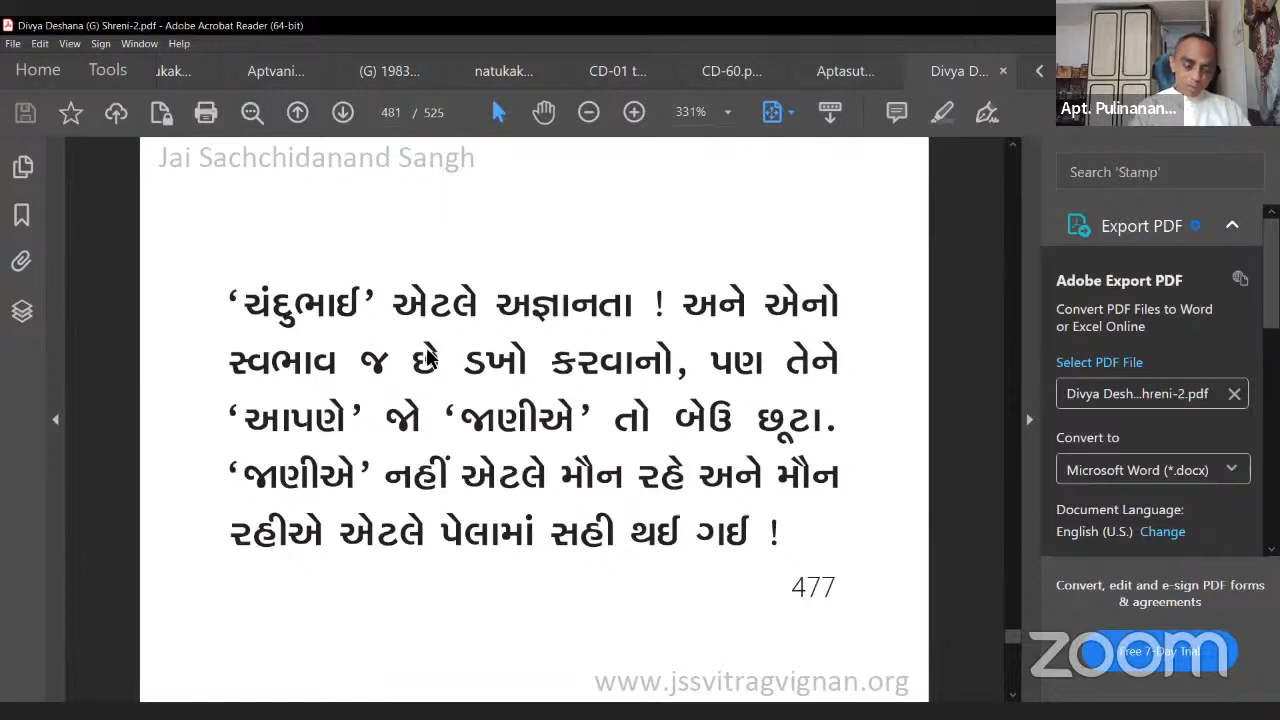 Divya Deshana (G) Shreni-2.pdf - Adobe Acrobat Reader (64-bit)
File Edit View Sign Window Help
Home Tools ukak... Aptvani... (G) 1983... natukak... CD-01 t... CD-60.p... Aptasut... Divya D...
481 / 525 331%
Apt. Pulinanan...
Jai Sachchidanand Sangh
‘ચંદુભાઈ’ એટલે અજ્ઞાનતા ! અને એનો
સ્વભાવ જ છે ડખો કરવાનો, પણ તેને
‘આપણે’ જો ‘જાણીએ’ તો બેઉ છૂટા.
‘જાણીએ’ નહીં એટલે મૌન રહે અને મૌન
રહીએ એટલે પેલામાં સહી થઈ ગઈ !
477
www.jssvitragvignan.org
Search 'Stamp'
Export PDF
Adobe Export PDF
Convert PDF Files to Word
or Excel Online
Select PDF File
Divya Desh...hreni-2.pdf
Convert to
Microsoft Word (*.docx)
Document Language:
English (U.S.) Change
Convert, edit and e-sign PDF forms
& agreements
Free 7-Day Trial
zoom